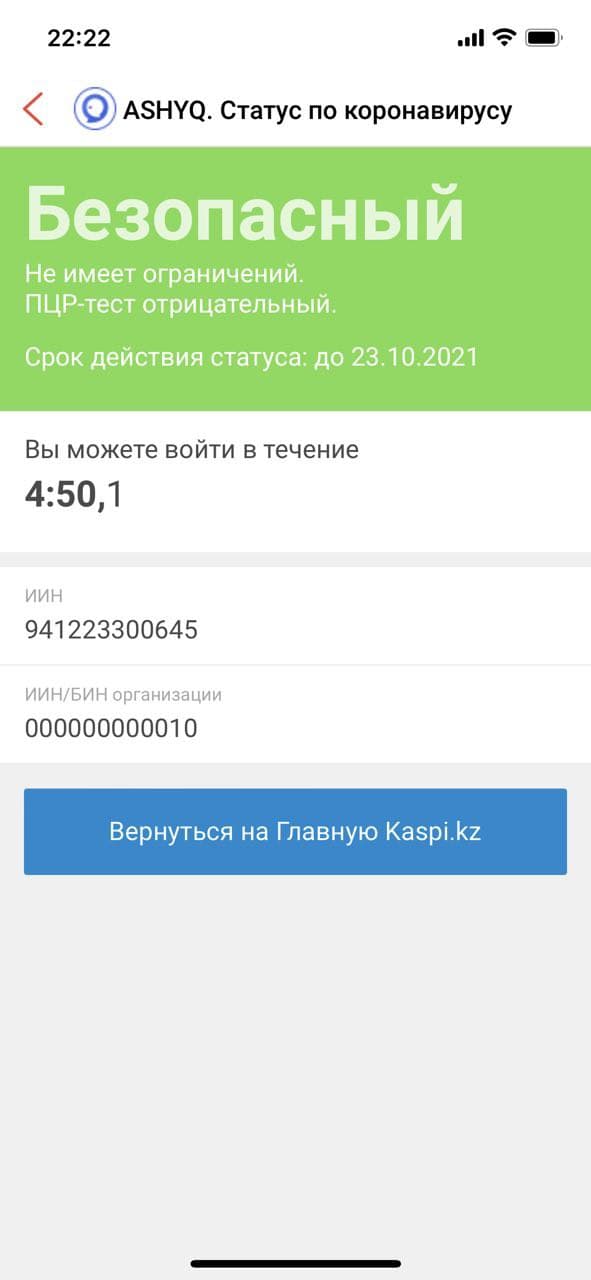 22:22
ASHYQ. Статус по коронавирусу
Безопасный
Не имеет ограничений.
ПЦР-тест отрицательный.
Срок действия статуса: до 23.10.2021
Вы можете войти в течение
4:50,1
ИИН
941223300645
ИИН/БИН организации
000000000010
Вернуться на Главную Kaspi.kz